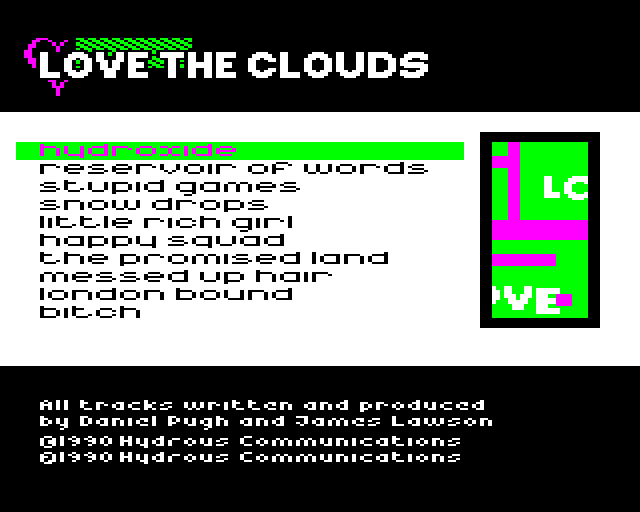 LOVE THE CLOUDS
hydroxide
reservoir of words
stupid games
snow drops
little rich girl
happy squad
the promised land
messed up hair
london bound
bitch
LO
OVE
All tracks written and produced
by Daniel Pugh and James Lawson
@1990 Hydrous Communications
@1990 Hydrous Communications